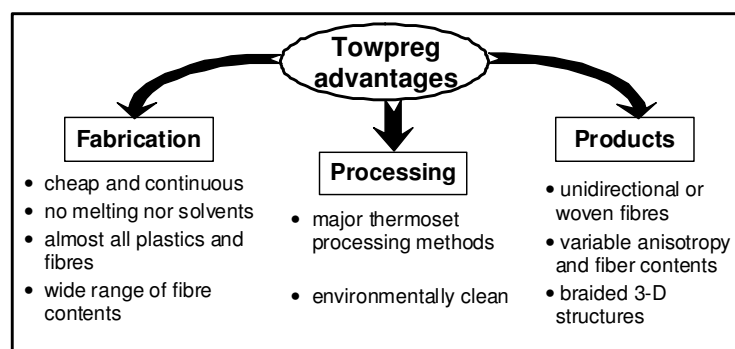 Towpreg
advantages
Fabrication
• cheap and continuous
• no melting nor solvents
• almost all plastics and
fibres
• wide range of fibre
contents
Processing
• major thermoset
processing methods
• environmentally clean
Products
• unidirectional or
woven fibres
• variable anisotropy
and fiber contents
• braided 3-D
structures